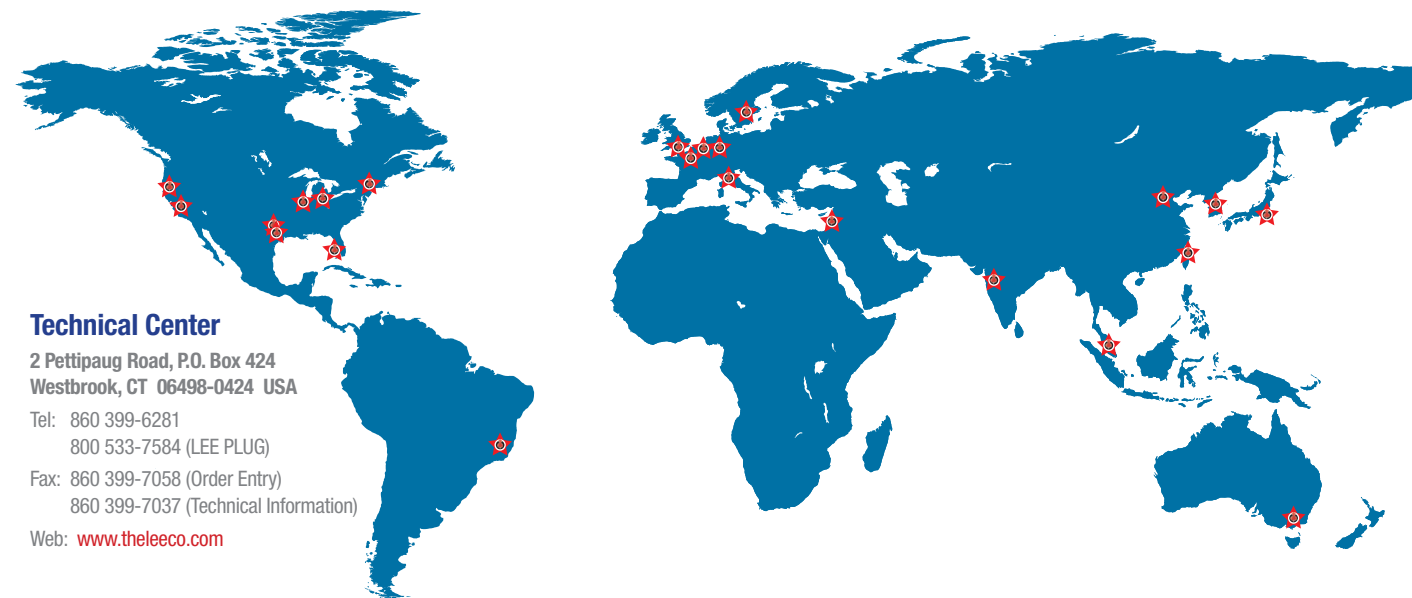 Technical Center
2 Pettipaug Road, P.O. Box 424
Westbrook, CT  06498-0424  USA
Tel: 860 399-6281
800 533-7584 (LEE PLUG)
Fax: 860 399-7058 (Order Entry)
860 399-7037 (Technical Information)
Web: www.theleeco.com